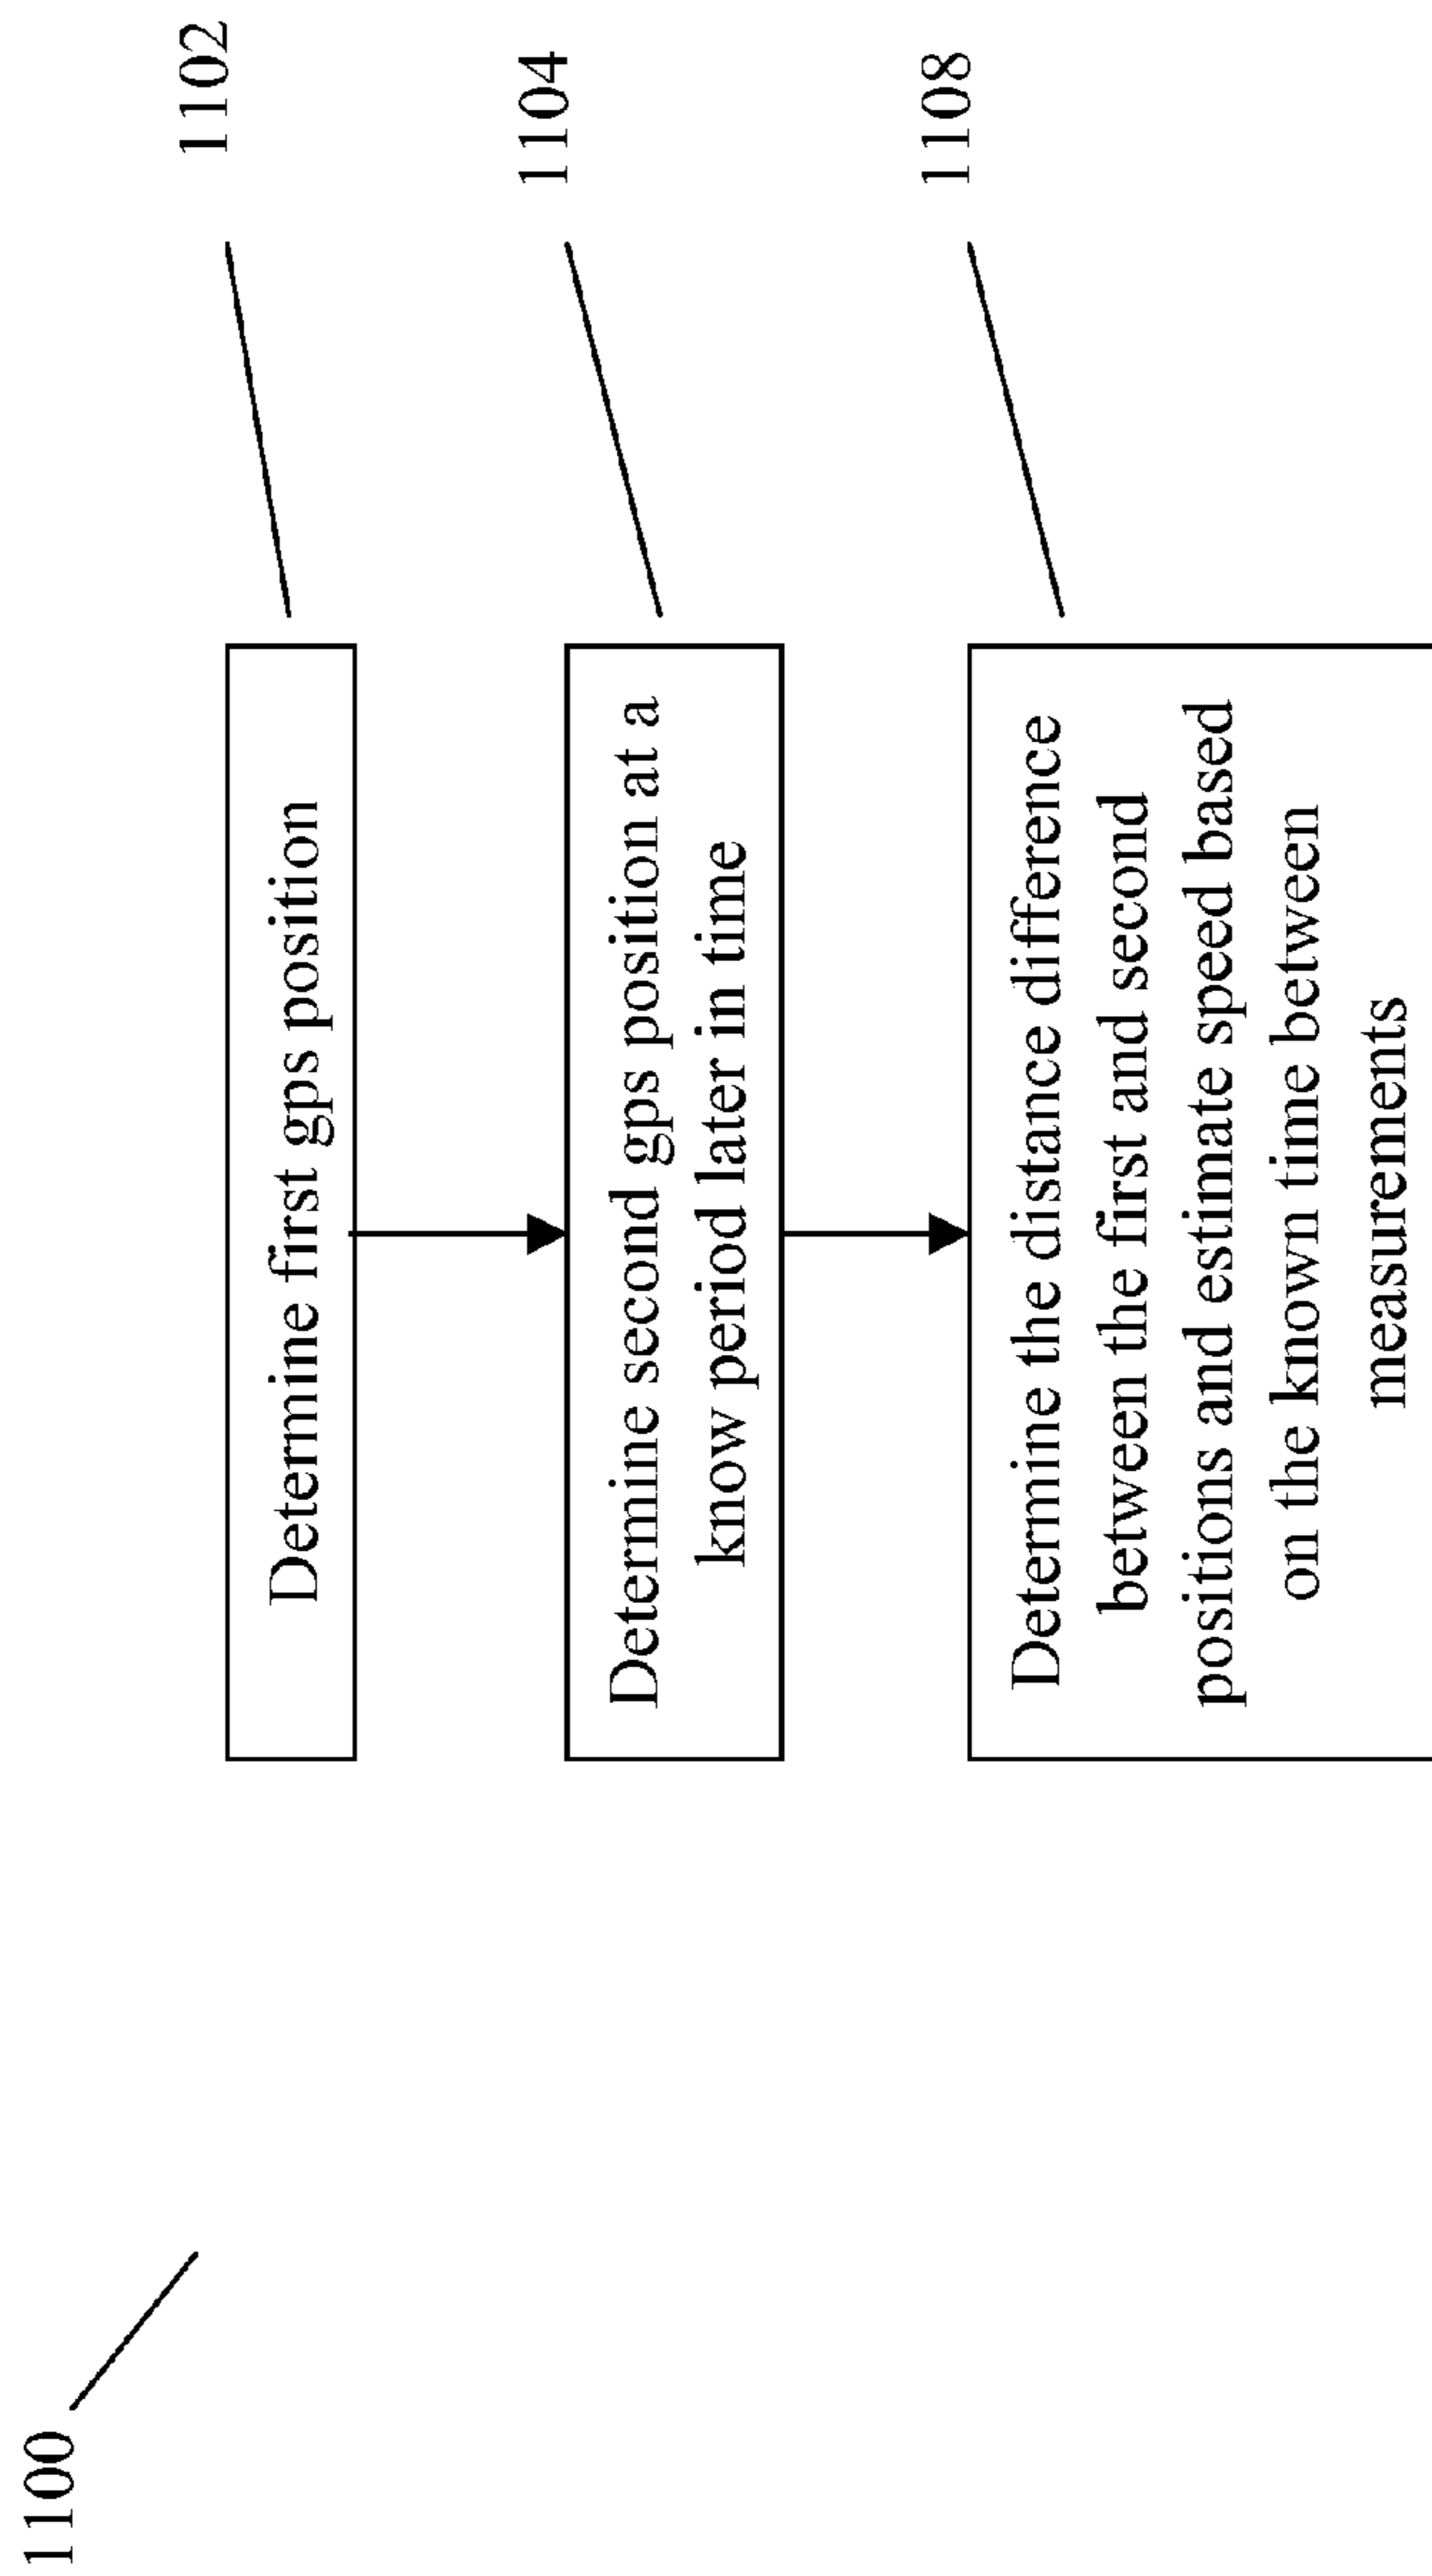 1100
1102
Determine first gps position
1104
Determine second gps position at a
know period later in time
1108
Determine the distance difference
between the first and second
positions and estimate speed based
on the known time between
measurements